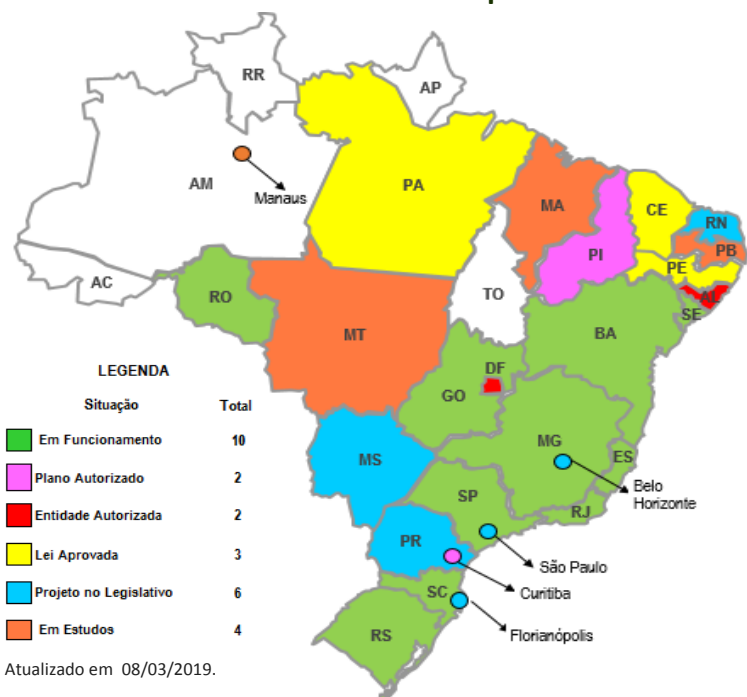 RR
AP
AM
Manaus
PA
MA
CE
RN
PB
PI
PE
AL
SE
AC
RO
TO
BA
MT
DF
GO
MG
ES
Belo
Horizonte
MS
SP
RJ
PR
São Paulo
Curitiba
SC
Florianópolis
RS
LEGENDA
Situação Total
Em Funcionamento 10
Plano Autorizado 2
Entidade Autorizada 2
Lei Aprovada 3
Projeto no Legislativo 6
Em Estudos 4
Atualizado em 08/03/2019.